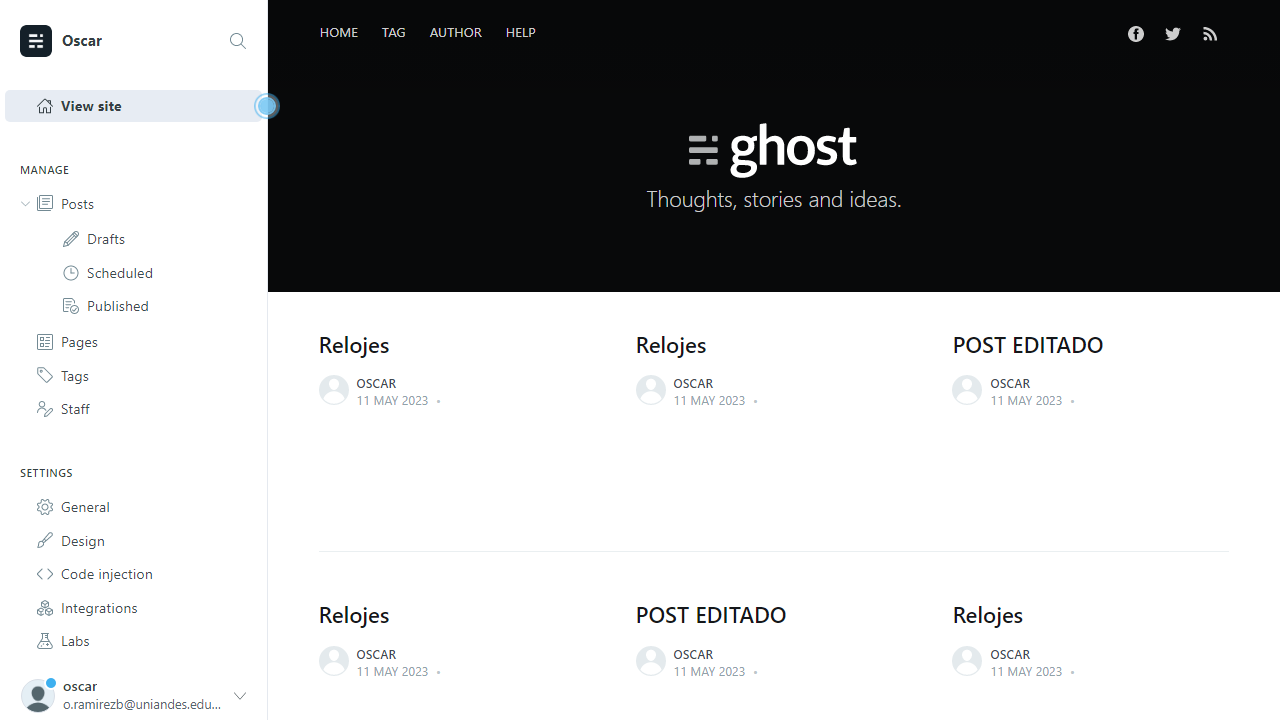 Oscar
View site
MANAGE
Posts
Drafts
Scheduled
Published
Pages
Tags
Staff
SETTINGS
General
Design
Code injection
Integrations
Labs
oscar
o.ramirezb@uniandes.edu...
HOME TAG AUTHOR HELP
ghost
Thoughts, stories and ideas.
Relojes
OSCAR
11 MAY 2023 •
Relojes
OSCAR
11 MAY 2023 •
POST EDITADO
OSCAR
11 MAY 2023 •
Relojes
OSCAR
11 MAY 2023 •
POST EDITADO
OSCAR
11 MAY 2023 •
Relojes
OSCAR
11 MAY 2023 •